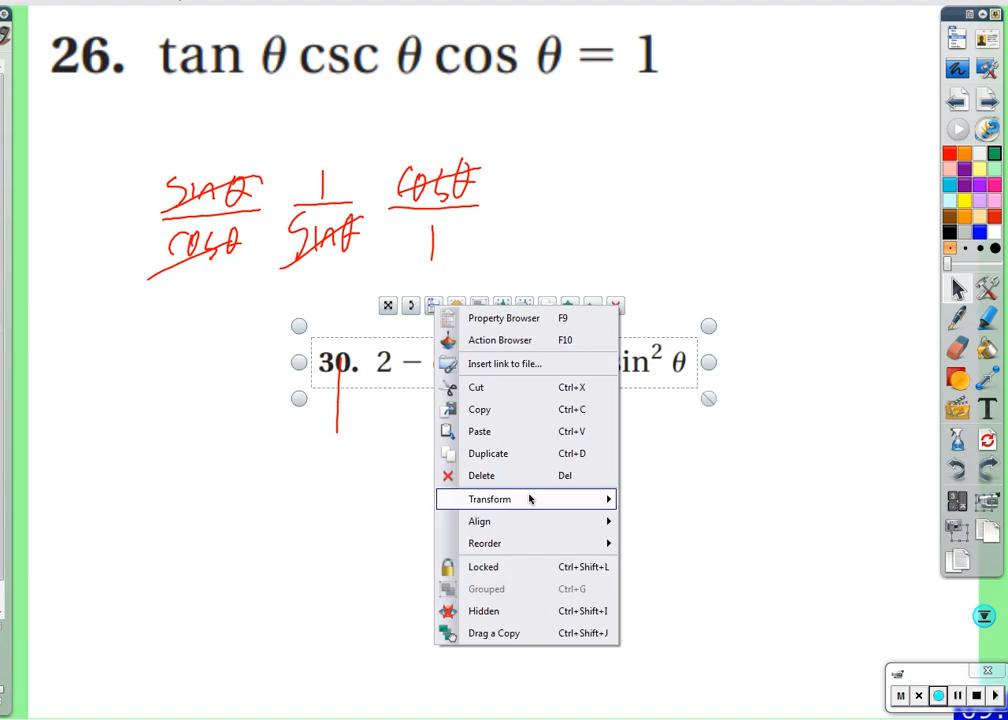 26. tan θ csc θ cos θ = 1
sinθ 1 cosθ
cosθ sinθ 1
30. 2 −
sin² θ
Property Browser F9
Action Browser F10
Insert link to file...
Cut Ctrl+X
Copy Ctrl+C
Paste Ctrl+V
Duplicate Ctrl+D
Delete Del
Transform
Align
Reorder
Locked Ctrl+Shift+L
Grouped Ctrl+G
Hidden Ctrl+Shift+I
Drag a Copy Ctrl+Shift+J
M